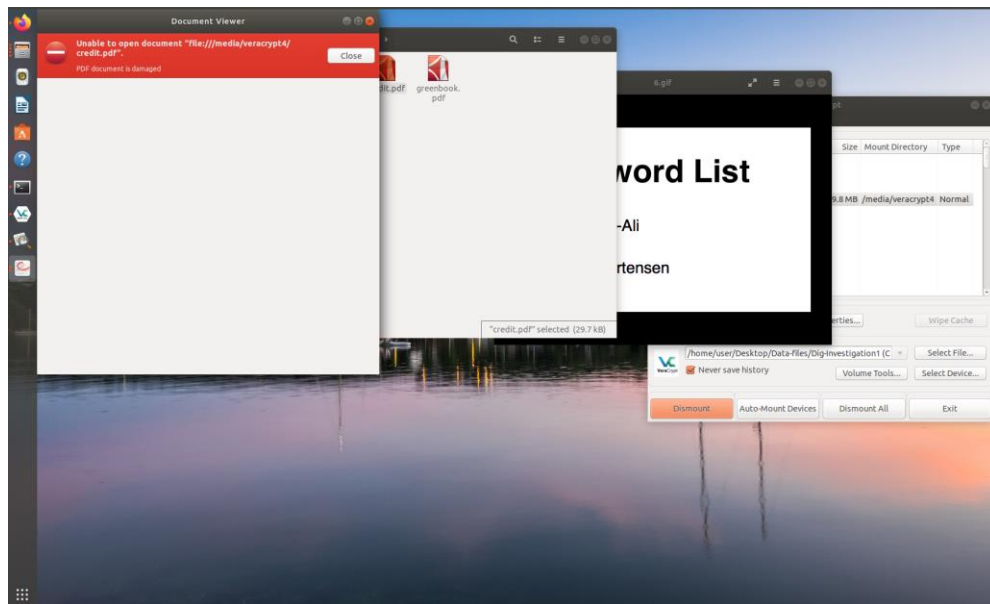 Document Viewer
Unable to open document "file:///media/veracrypt4/
credit.pdf".
PDF document is damaged
Close
dit.pdf
greenbook.
pdf
"credit.pdf" selected (29.7 kB)
6.gif
word List
-Ali
rtensen
pt
Size Mount Directory Type
9.8 MB /media/veracrypt4 Normal
erties...
Wipe Cache
/home/user/Desktop/Data-files/Dig-Investigation1 (C
Select File...
VeraCrypt
Never save history
Volume Tools...
Select Device...
Dismount
Auto-Mount Devices
Dismount All
Exit